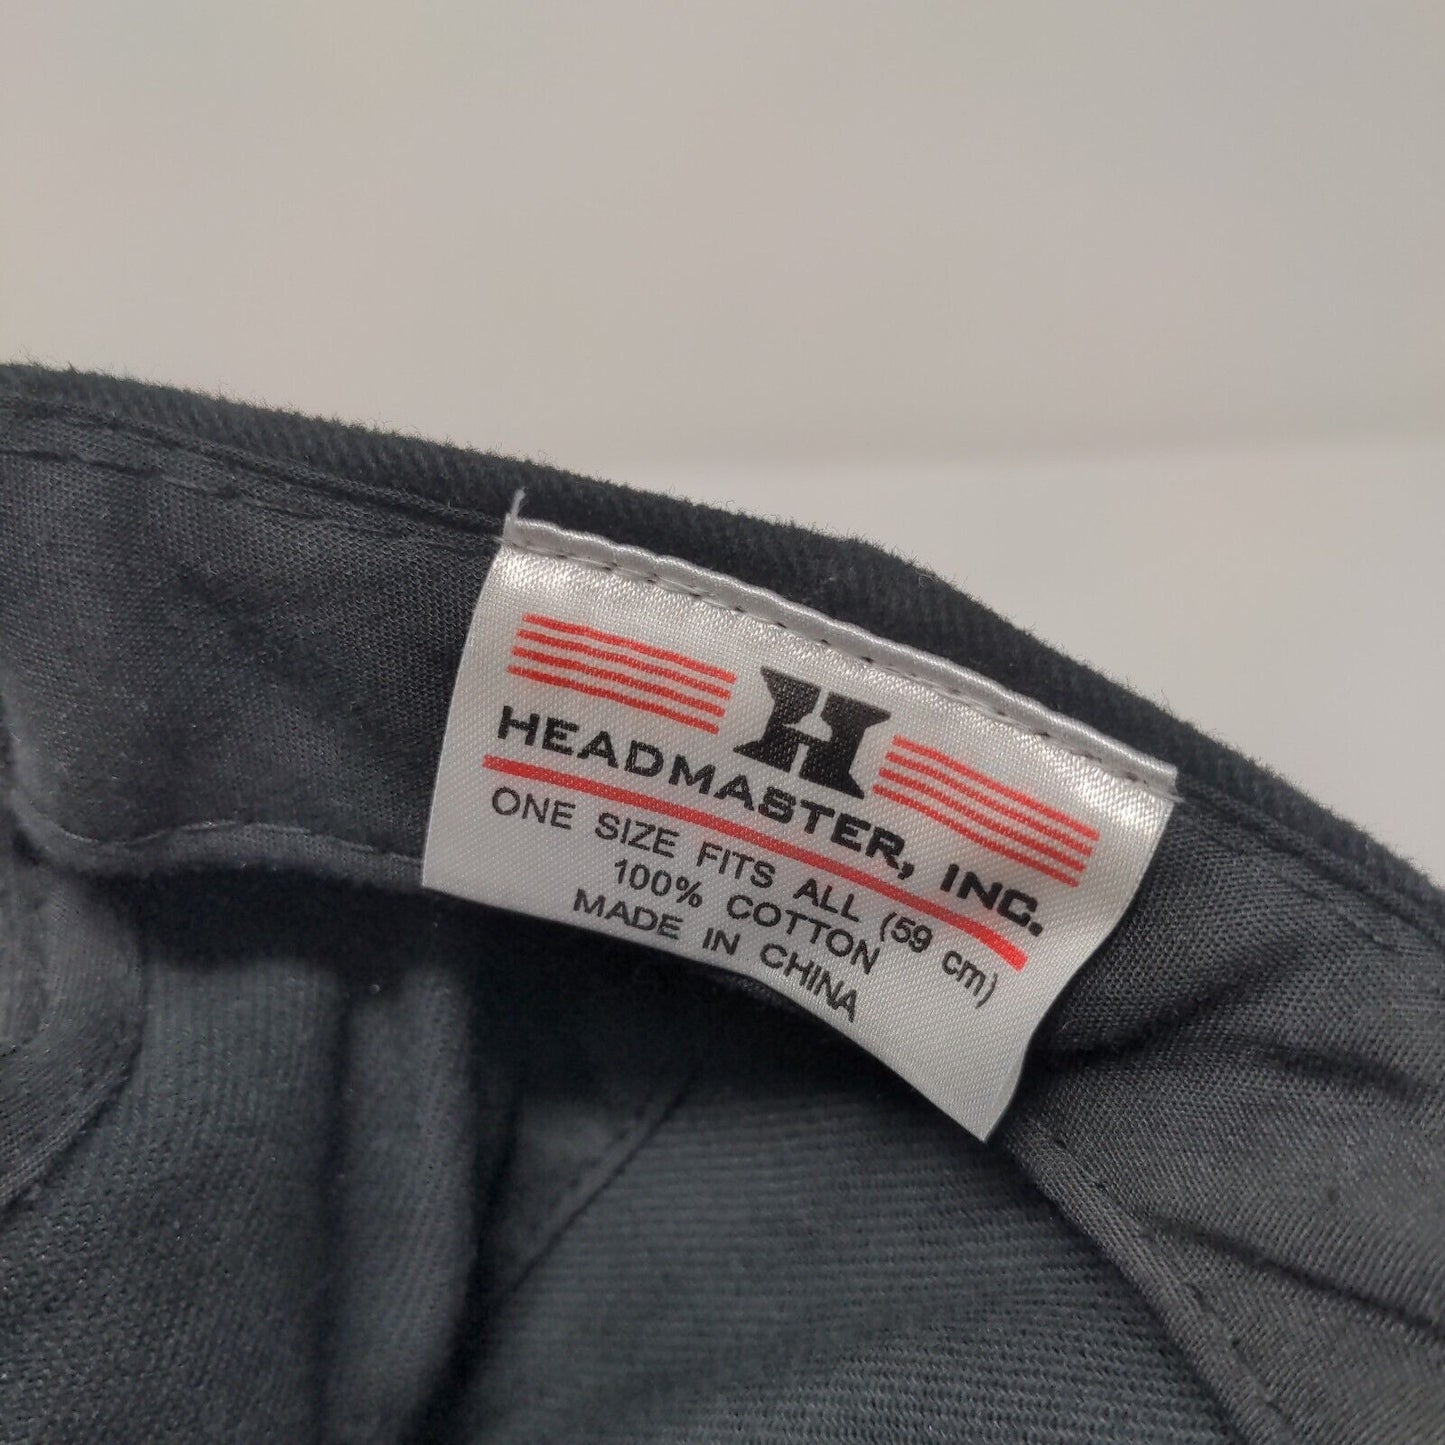 H
HEADMASTER, INC.
ONE SIZE FITS ALL (59 cm)
100% COTTON
MADE IN CHINA